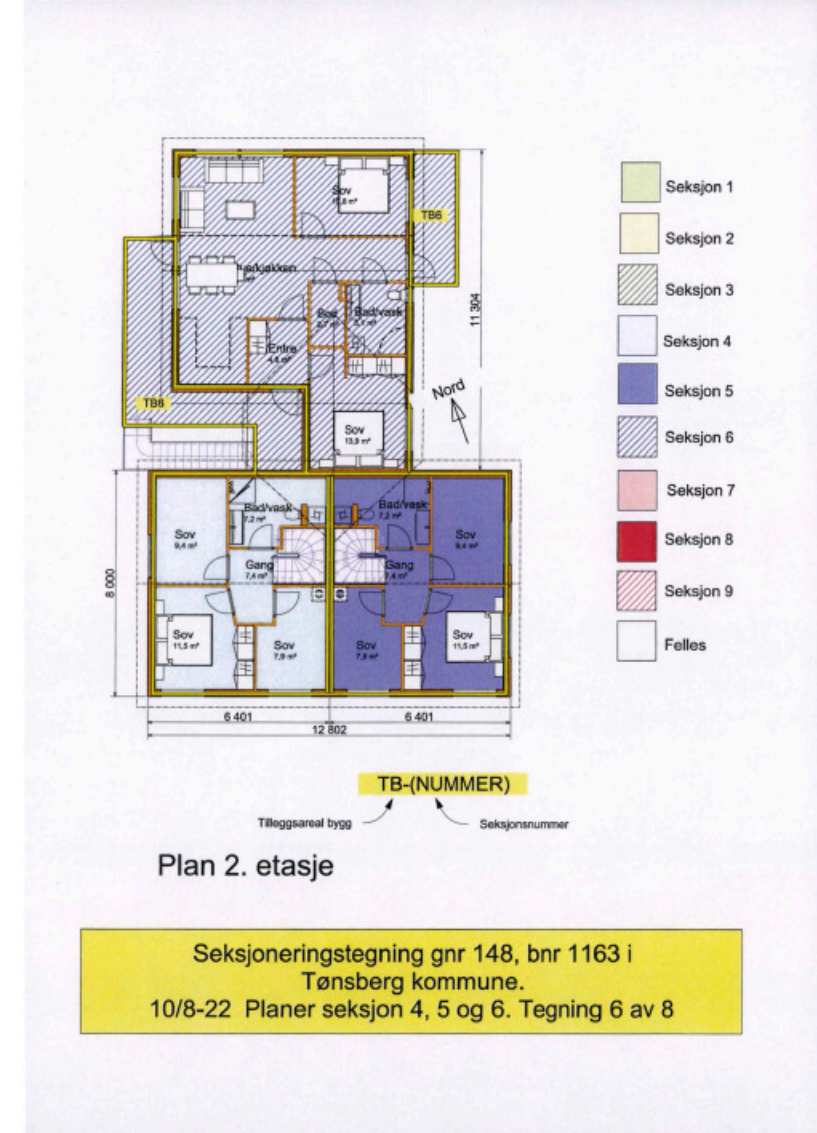 Sov
TB6
Bad
Bad/vask
Entre
TB6
Sov
13,9 m²
11 304
Nord
Bad/vask
7,2 m²
Bad/vask
7,2 m²
Sov
9,4 m²
Gang
7,4 m²
Gang
7,4 m²
Sov
9,4 m²
Sov
11,5 m²
Sov
7,9 m²
Sov
7,9 m²
Sov
11,5 m²
8 000
6 401
6 401
12 802
Seksjon 1
Seksjon 2
Seksjon 3
Seksjon 4
Seksjon 5
Seksjon 6
Seksjon 7
Seksjon 8
Seksjon 9
Felles
TB-(NUMMER)
Tilleggsareal bygg
Seksjonsnummer
Plan 2. etasje
Seksjoneringstegning gnr 148, bnr 1163 i
Tønsberg kommune.
10/8-22 Planer seksjon 4, 5 og 6. Tegning 6 av 8